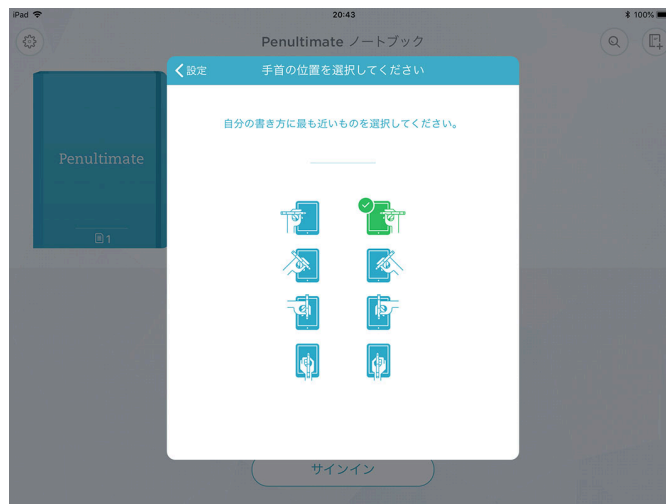 iPad 20:43 100%
Penultimate ノートブック
設定 手首の位置を選択してください
自分の書き方に最も近いものを選択してください。
Penultimate
1
サインイン